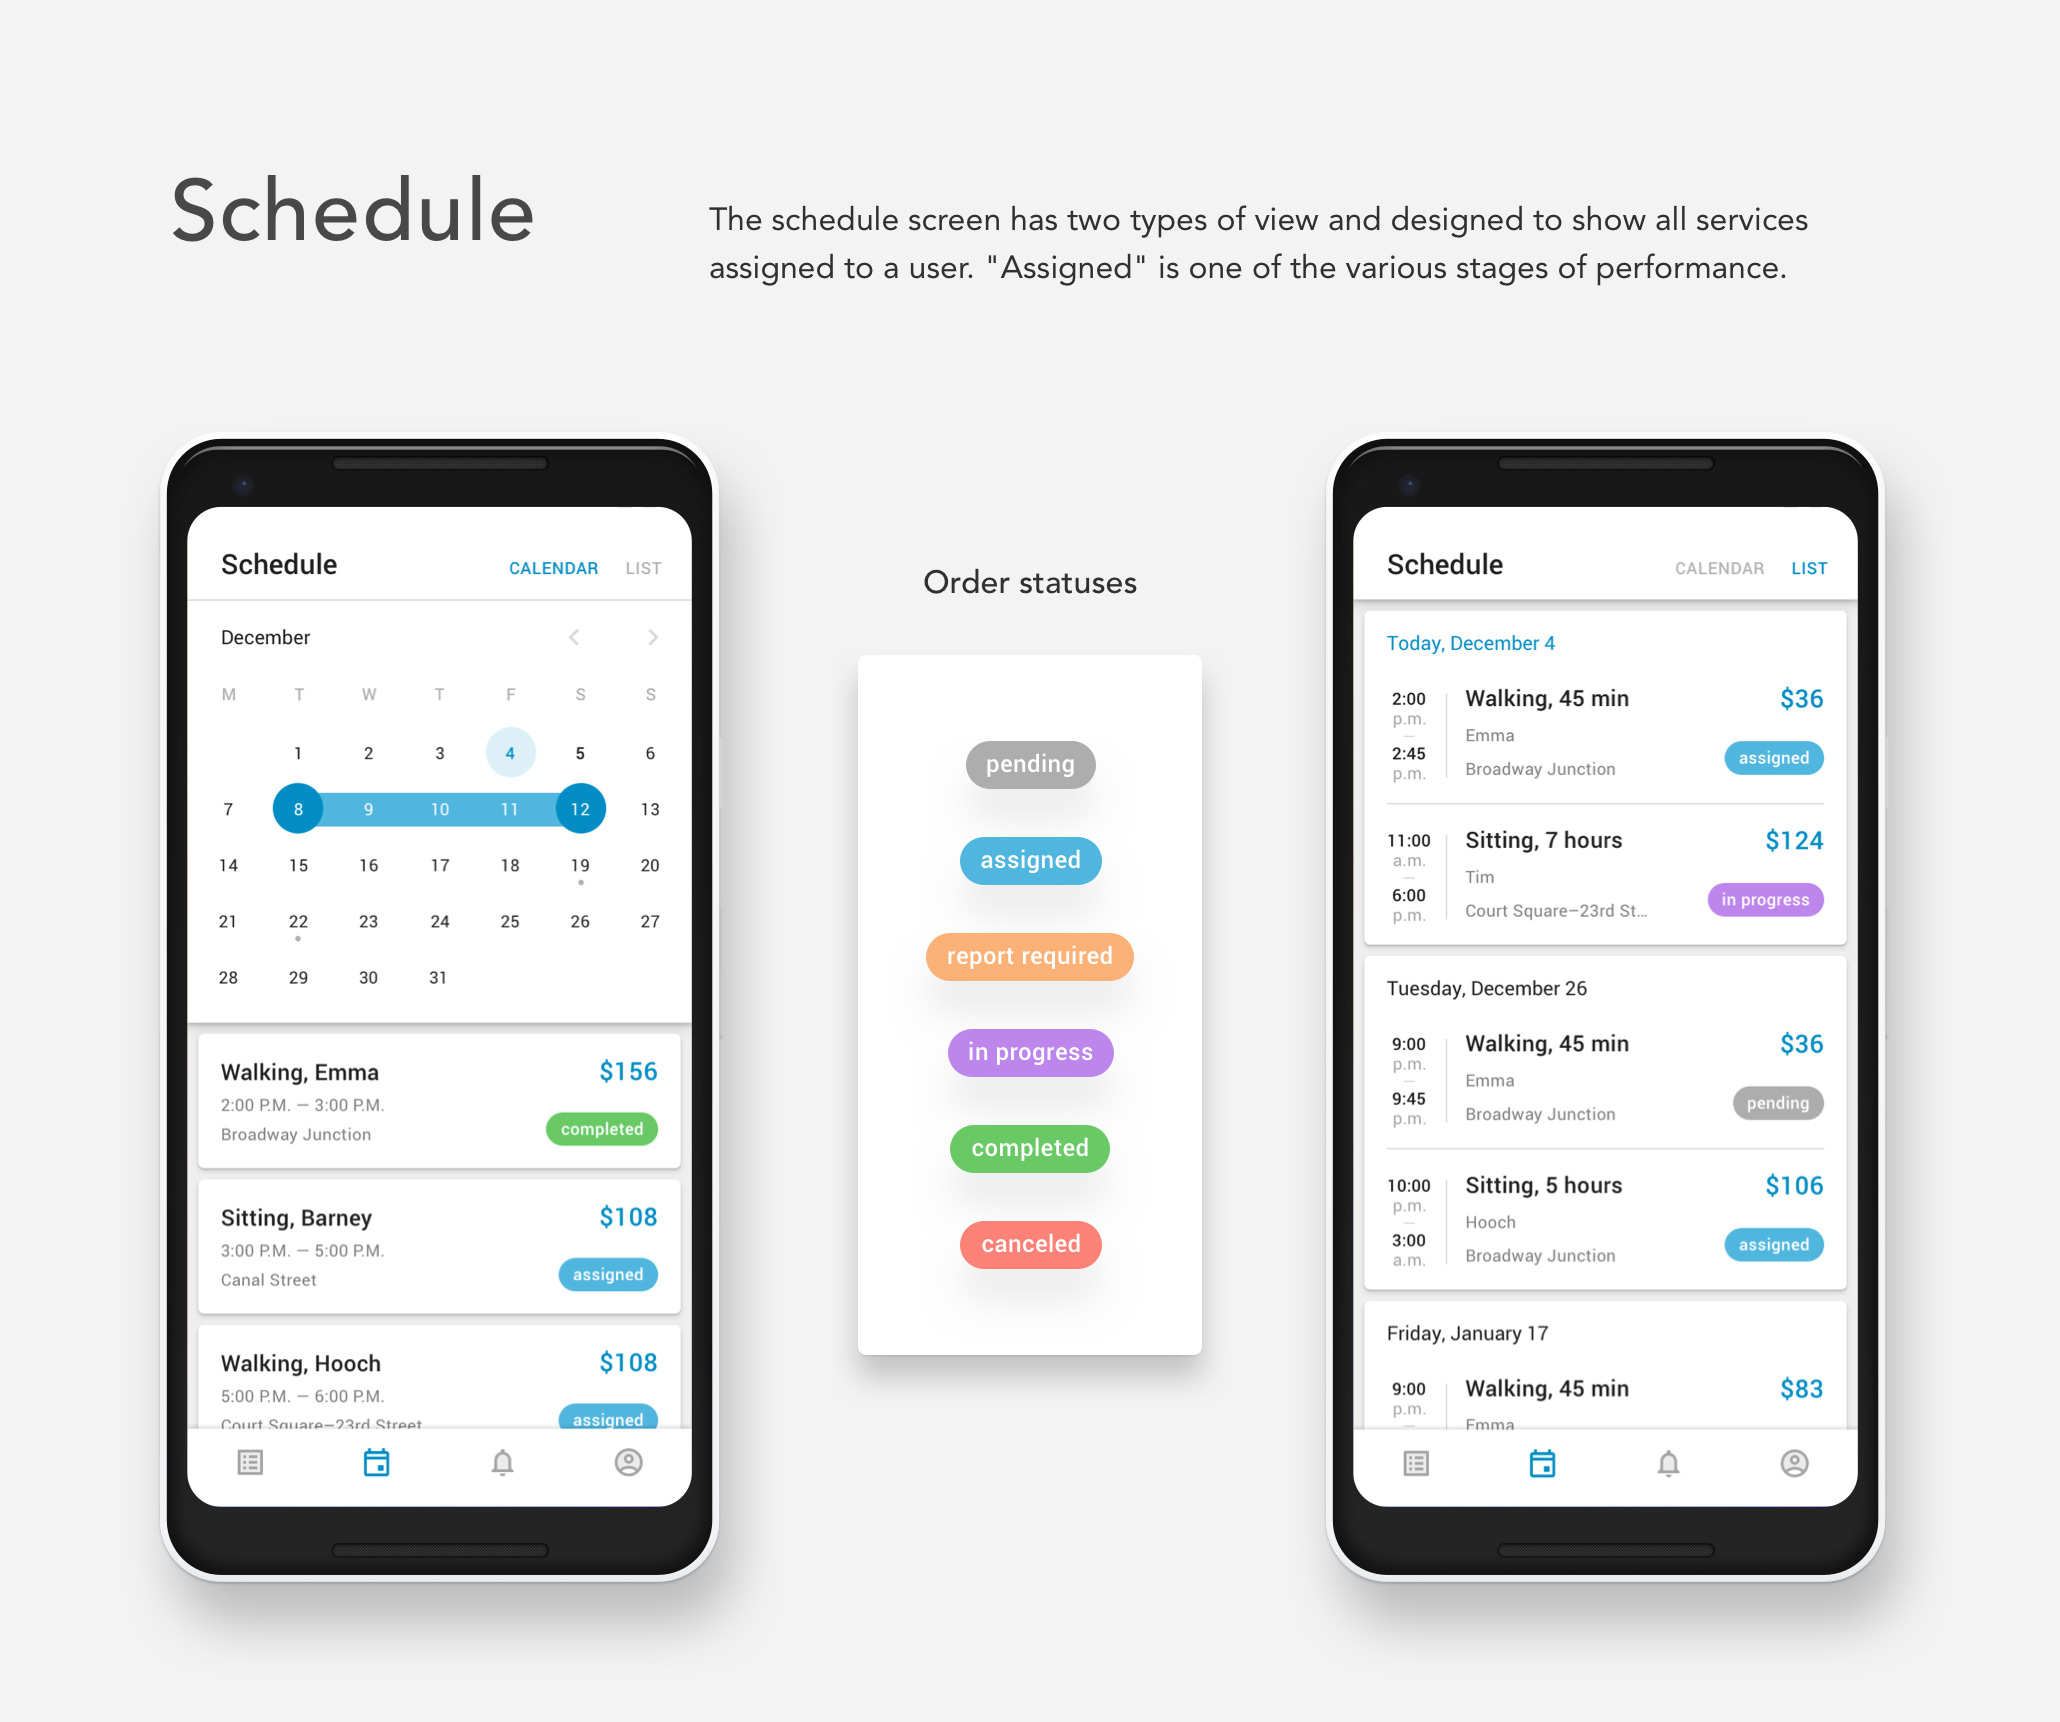 Schedule
The schedule screen has two types of view and designed to show all services
assigned to a user. "Assigned" is one of the various stages of performance.
Schedule CALENDAR LIST
December
M T W T F S S
1 2 3 4 5 6
7 8 9 10 11 12 13
14 15 16 17 18 19 20
21 22 23 24 25 26 27
28 29 30 31
Walking, Emma $156
2:00 P.M. — 3:00 P.M.
Broadway Junction completed
Sitting, Barney $108
3:00 P.M. — 5:00 P.M.
Canal Street assigned
Walking, Hooch $108
5:00 P.M. — 6:00 P.M.
Court Square–23rd Street assigned
Order statuses
pending
assigned
report required
in progress
completed
canceled
Schedule CALENDAR LIST
Today, December 4
2:00 p.m. — 2:45 p.m.
Walking, 45 min $36
Emma
Broadway Junction assigned
11:00 a.m. — 6:00 p.m.
Sitting, 7 hours $124
Tim
Court Square–23rd St... in progress
Tuesday, December 26
9:00 p.m. — 9:45 p.m.
Walking, 45 min $36
Emma
Broadway Junction pending
10:00 p.m. — 3:00 a.m.
Sitting, 5 hours $106
Hooch
Broadway Junction assigned
Friday, January 17
9:00 p.m. —
Walking, 45 min $83
Emma